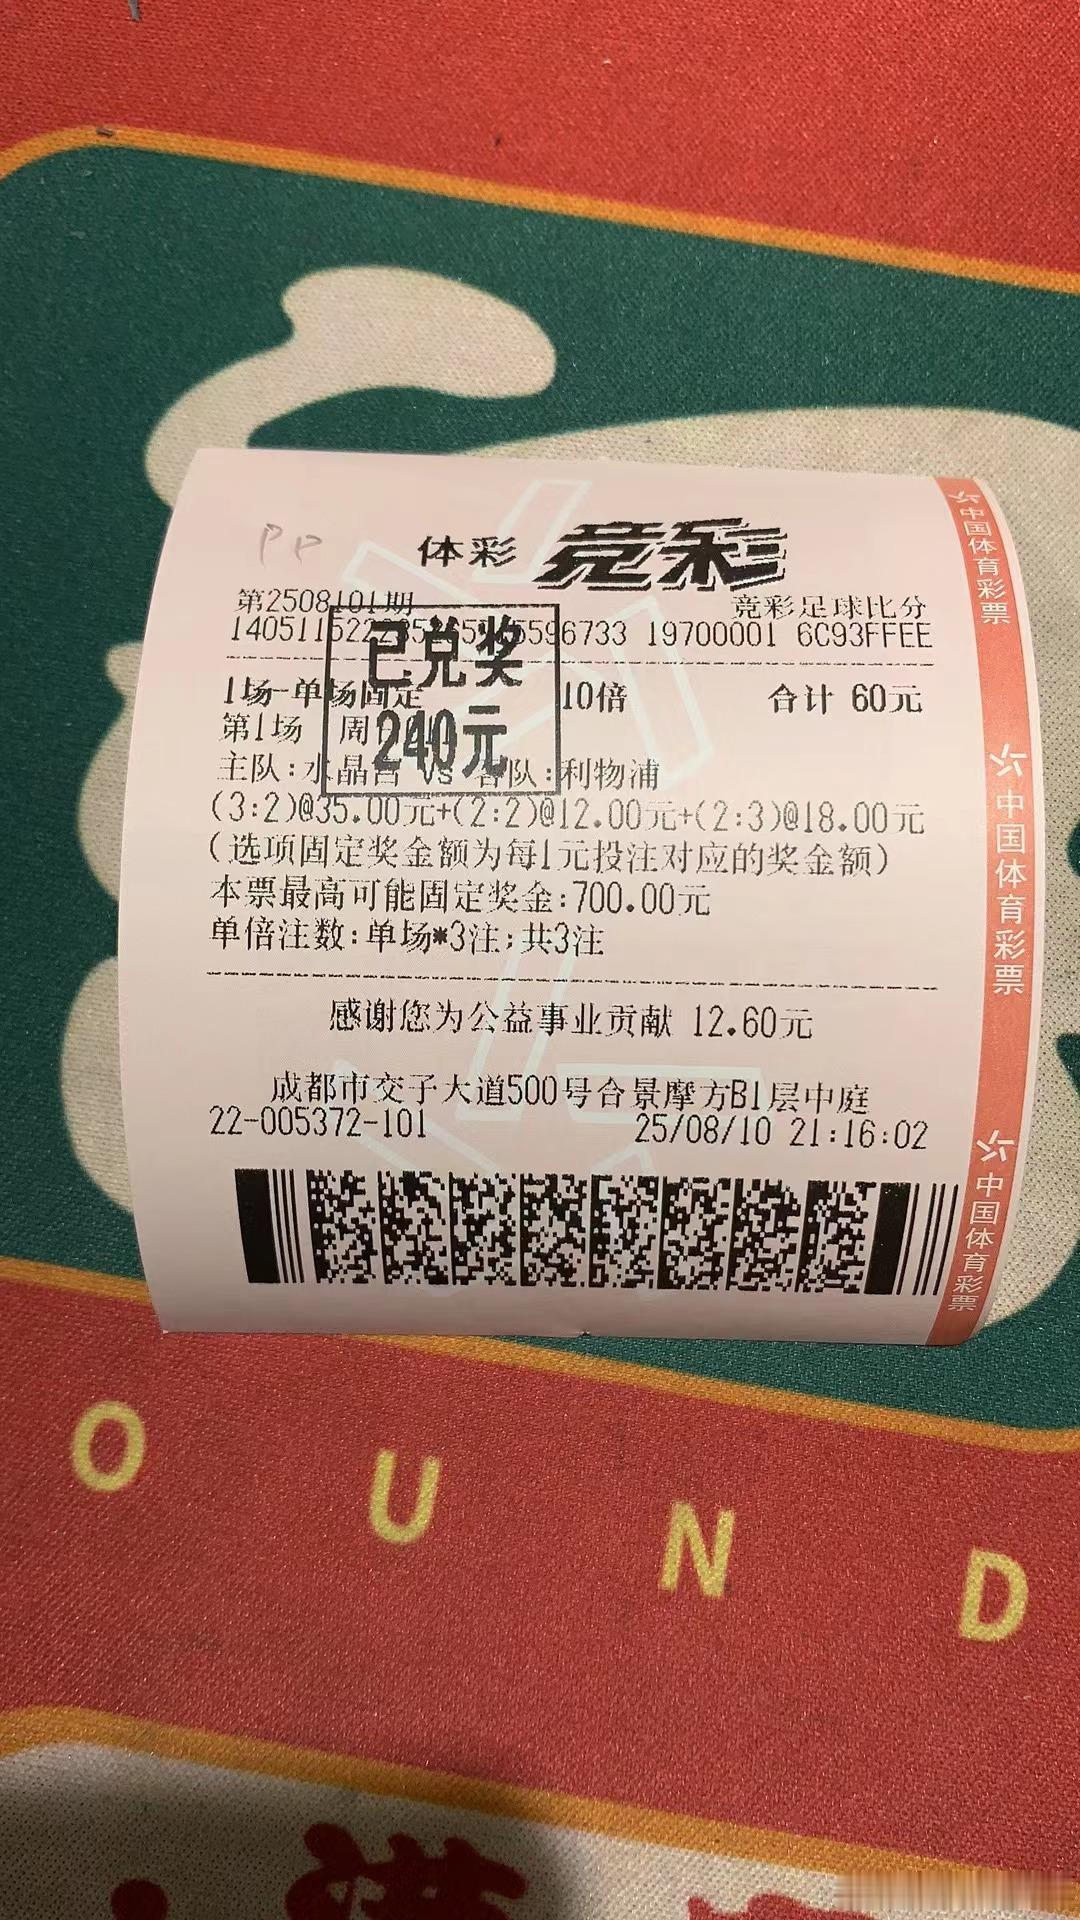 PP
体彩 竞彩
第2508101期 竞彩足球比分
596733 19700001 6C93FFEE
已兑奖
240元
1场-单场固定 10倍 合计 60元
第1场 周
主队:水晶宫 vs 客队:利物浦
(3:2)@35.00元+(2:2)@12.00元+(2:3)@18.00元
(选项固定奖金额为每1元投注对应的奖金额)
本票最高可能固定奖金:700.00元
单倍注数:单场*3注;共3注
感谢您为公益事业贡献 12.60元
成都市交子大道500号合景摩方B1层中庭
22-005372-101 25/08/10 21:16:02
中国体育彩票
中国体育彩票
中国体育彩票
O U N D